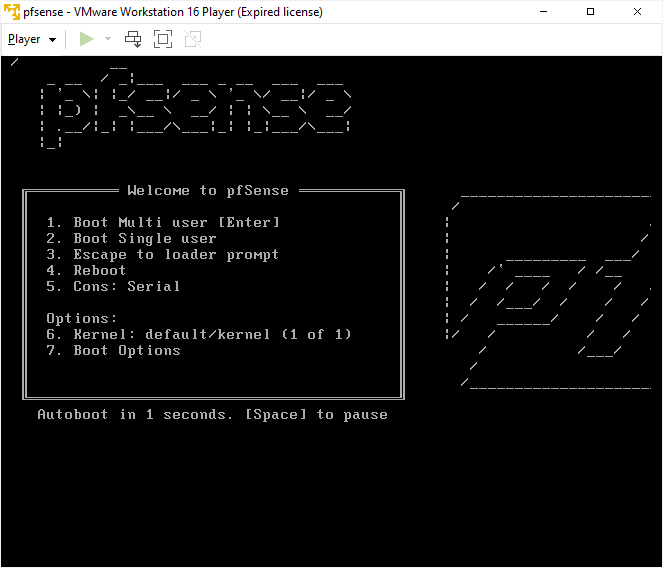 pfsense - VMware Workstation 16 Player (Expired license)
Player
pfsense
Welcome to pfSense
1. Boot Multi user [Enter]
2. Boot Single user
3. Escape to loader prompt
4. Reboot
5. Cons: Serial
Options:
6. Kernel: default/kernel (1 of 1)
7. Boot Options
Autoboot in 1 seconds. [Space] to pause